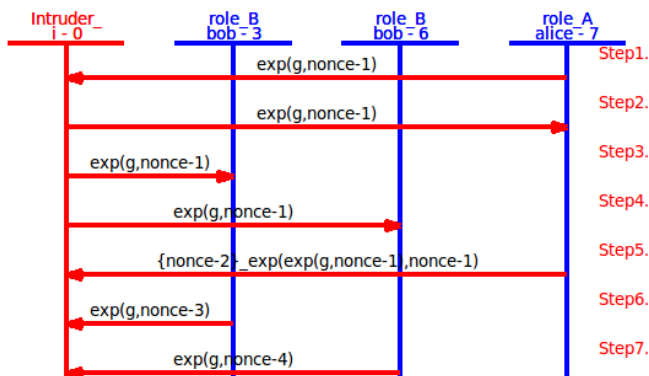 Intruder_ role_B role_B role_A
i - 0 bob - 3 bob - 6 alice - 7
Step1.
exp(g,nonce-1)
Step2.
exp(g,nonce-1)
Step3.
exp(g,nonce-1)
Step4.
exp(g,nonce-1)
Step5.
{nonce-2}_exp(exp(g,nonce-1),nonce-1)
Step6.
exp(g,nonce-3)
Step7.
exp(g,nonce-4)